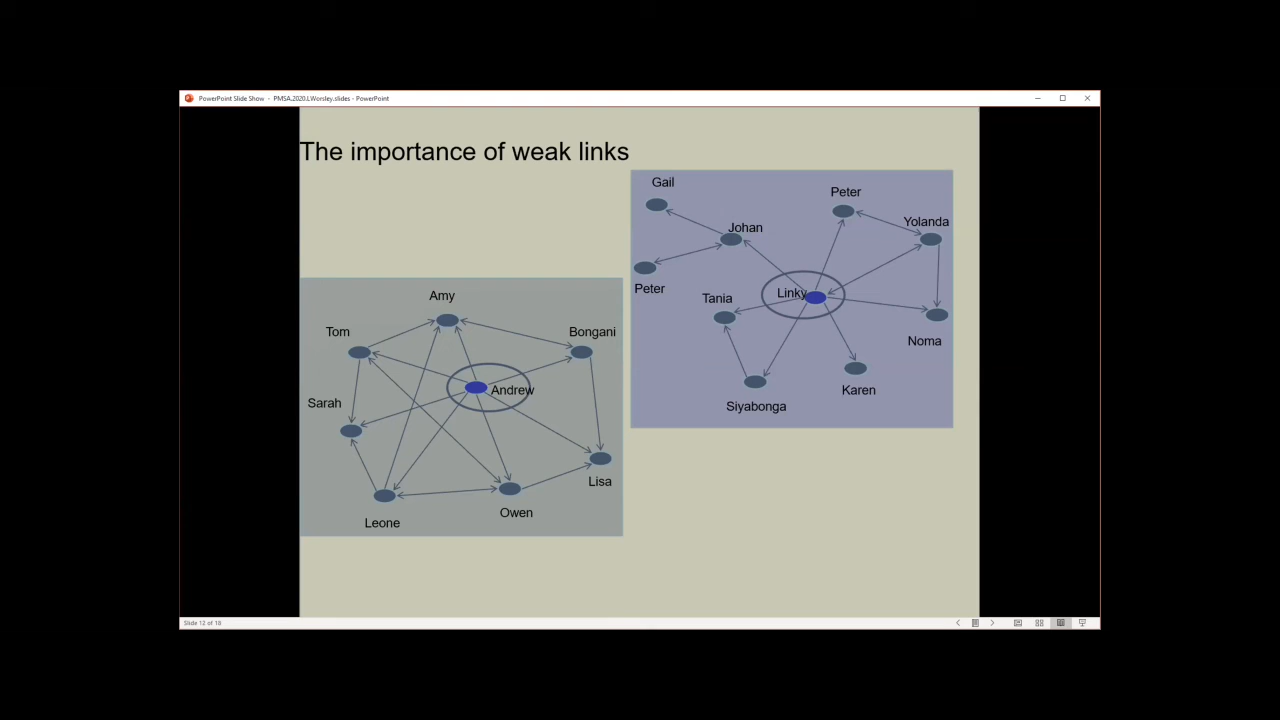 PowerPoint Slide Show - PMSA.2020.LWorsley.slides - PowerPoint
The importance of weak links
Gail
Peter
Yolanda
Johan
Peter
Linky
Tania
Noma
Karen
Siyabonga
Amy
Tom
Bongani
Andrew
Sarah
Lisa
Owen
Leone
Slide 12 of 18